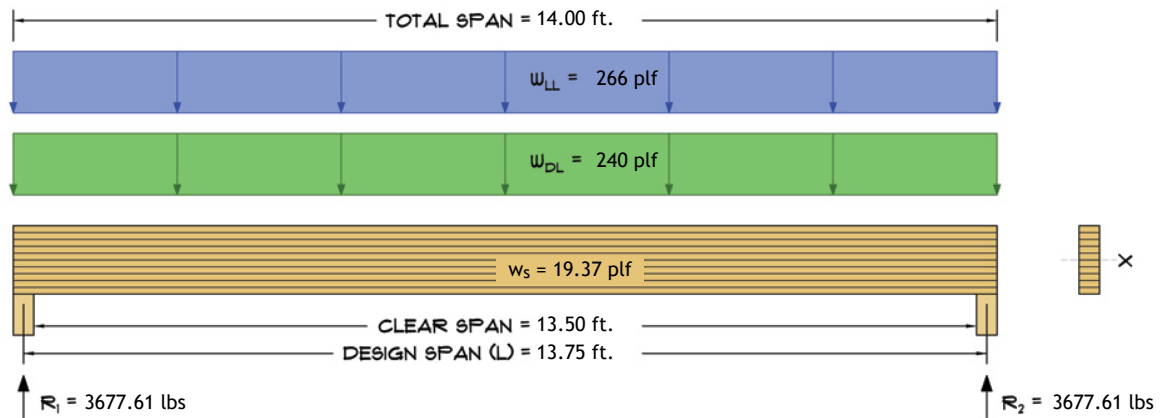 TOTAL SPAN = 14.00 ft.
wLL = 266 plf
wDL = 240 plf
ws = 19.37 plf
X
CLEAR SPAN = 13.50 ft.
DESIGN SPAN (L) = 13.75 ft.
R1 = 3677.61 lbs
R2 = 3677.61 lbs